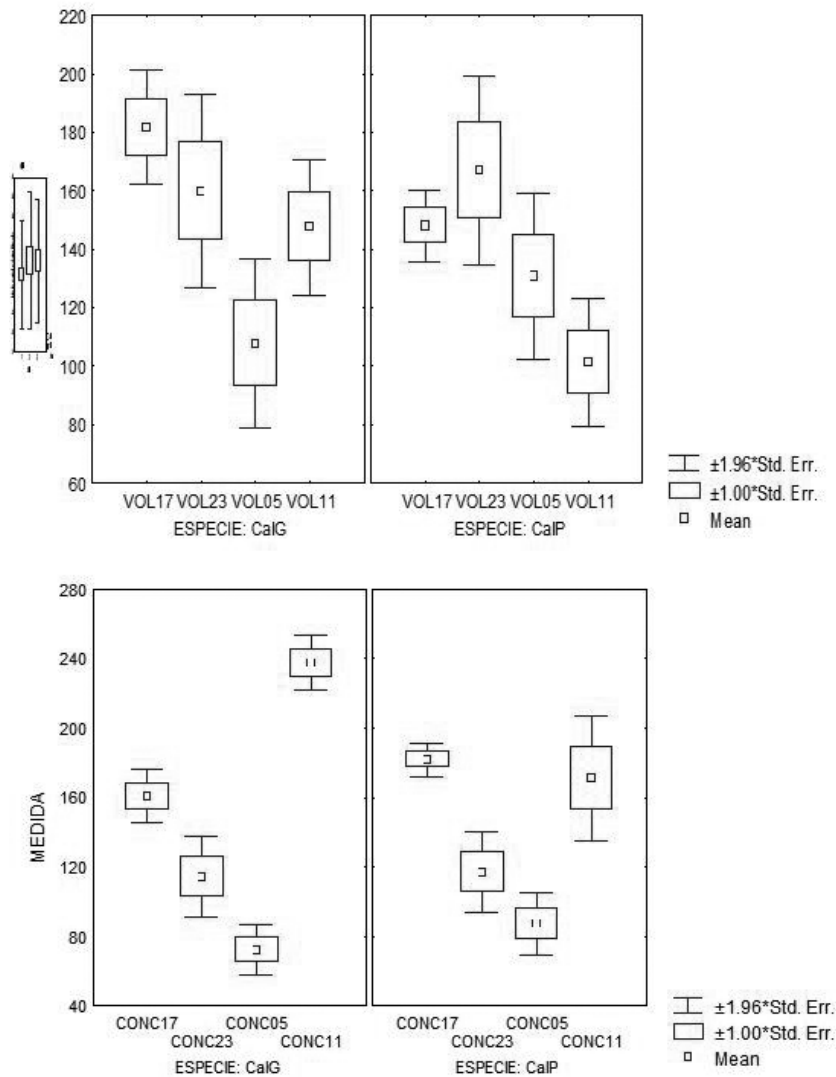 220
200
180
160
140
120
100
80
60
VOL17 VOL23 VOL05 VOL11
ESPECIE: CalG
VOL17 VOL23 VOL05 VOL11
ESPECIE: CalP
±1.96*Std. Err.
±1.00*Std. Err.
Mean
MEDIDA
280
240
200
160
120
80
40
CONC17 CONC05
CONC23 CONC11
ESPECIE: CalG
CONC17 CONC05
CONC23 CONC11
ESPECIE: CalP
±1.96*Std. Err.
±1.00*Std. Err.
Mean